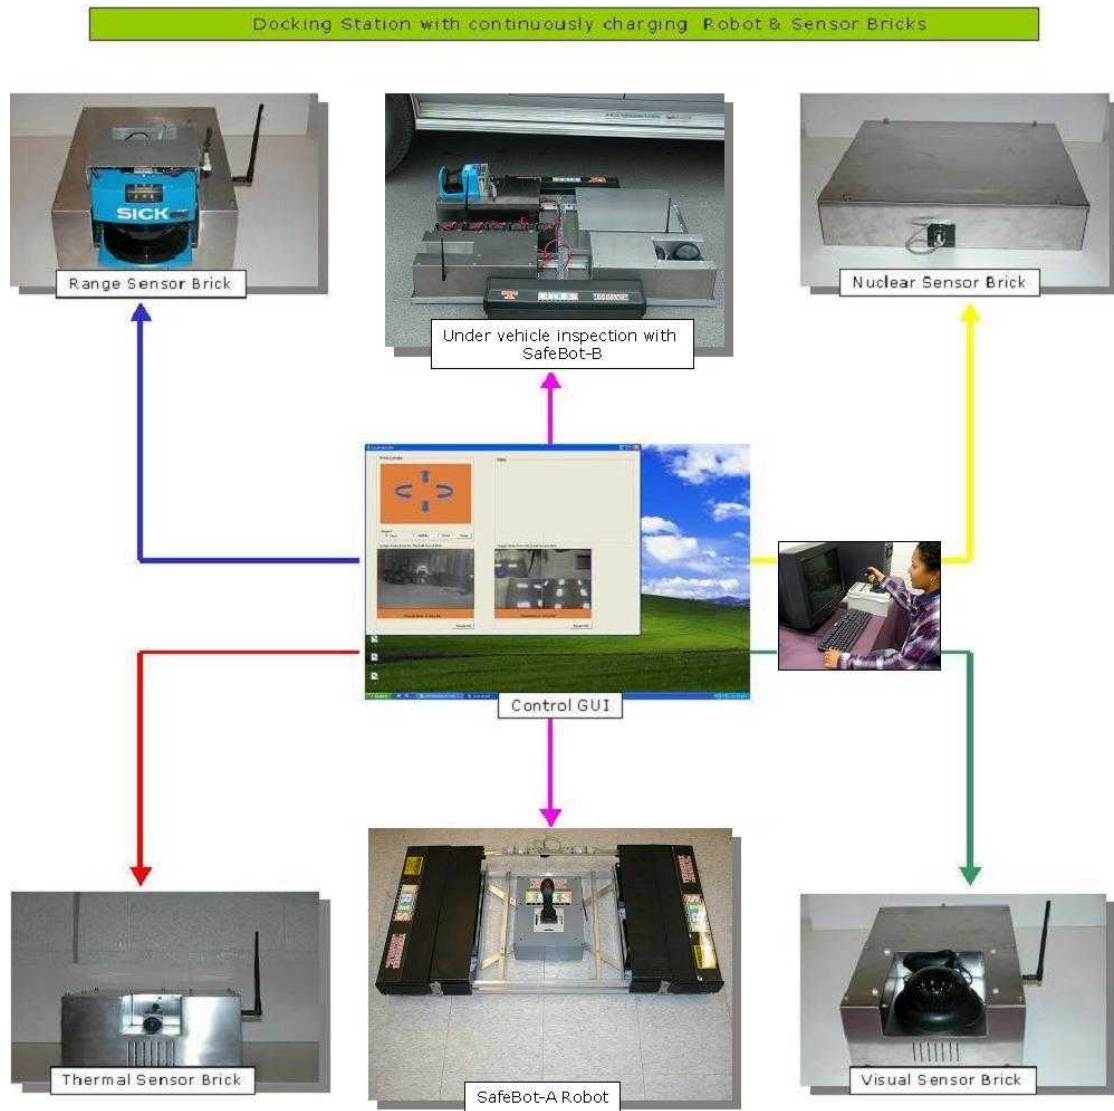 Docking Station with continuously charging Robot & Sensor Bricks
SICK
Range Sensor Brick
Under vehicle inspection with
SafeBot-B
Nuclear Sensor Brick
Control GUI
Thermal Sensor Brick
SafeBot-A Robot
Visual Sensor Brick